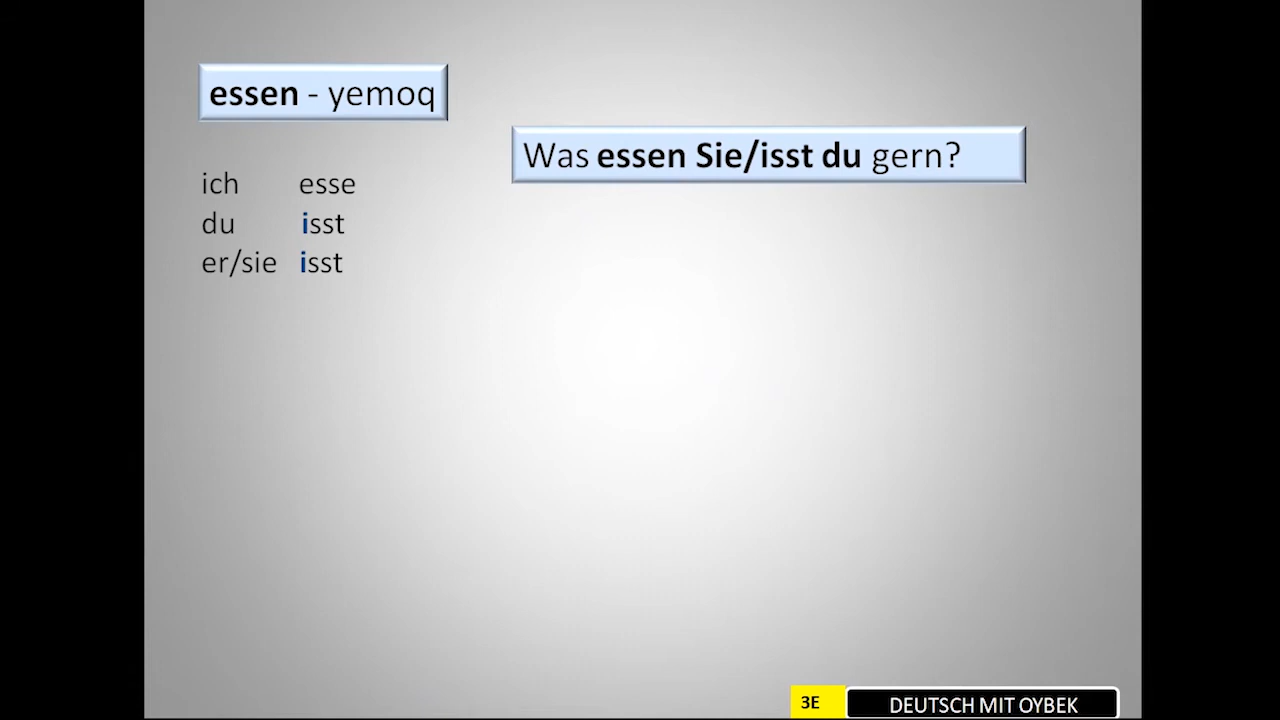 essen - yemoq
Was essen Sie/isst du gern?
ich esse
du isst
er/sie isst
3E DEUTSCH MIT OYBEK